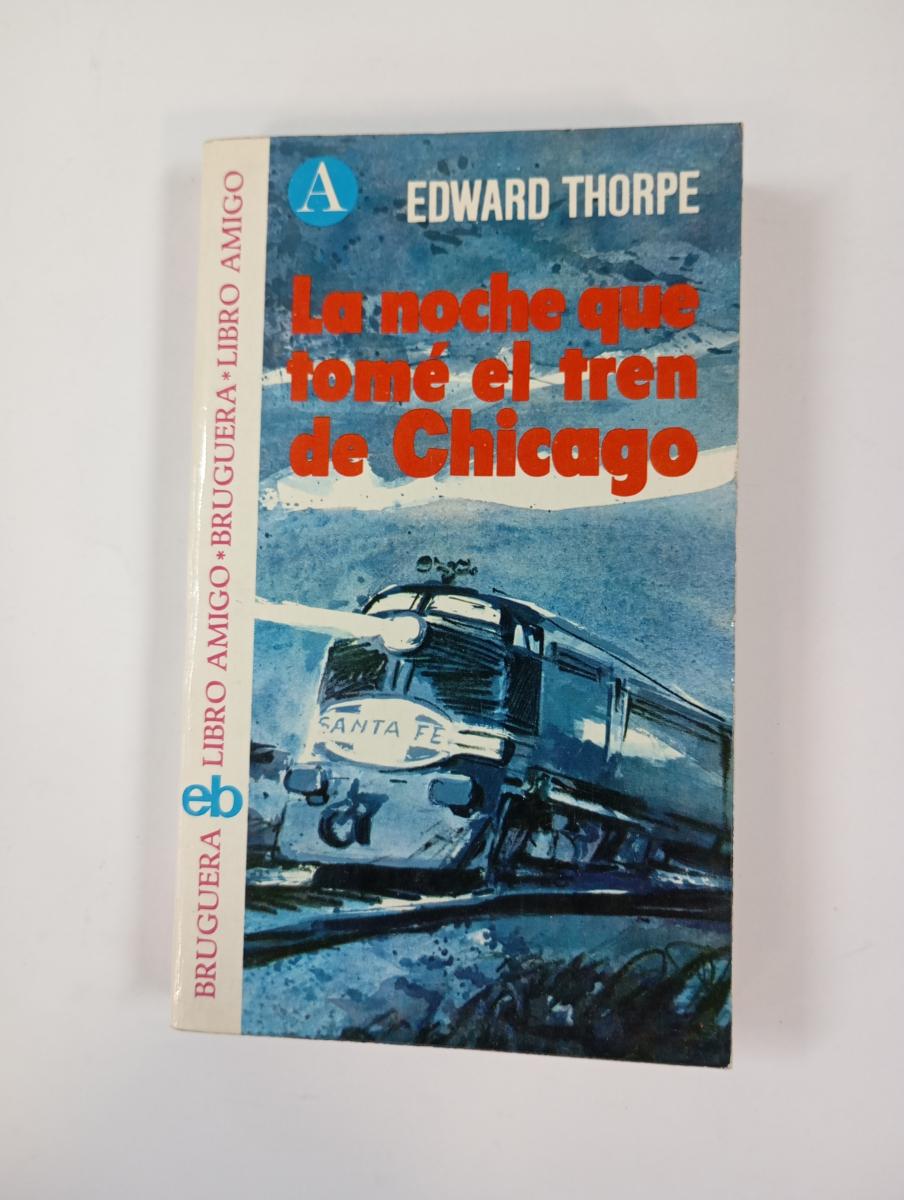 A
EDWARD THORPE
La noche que
tomé el tren
de Chicago
SANTA FE
BRUGUERA eb LIBRO AMIGO * BRUGUERA * LIBRO AMIGO